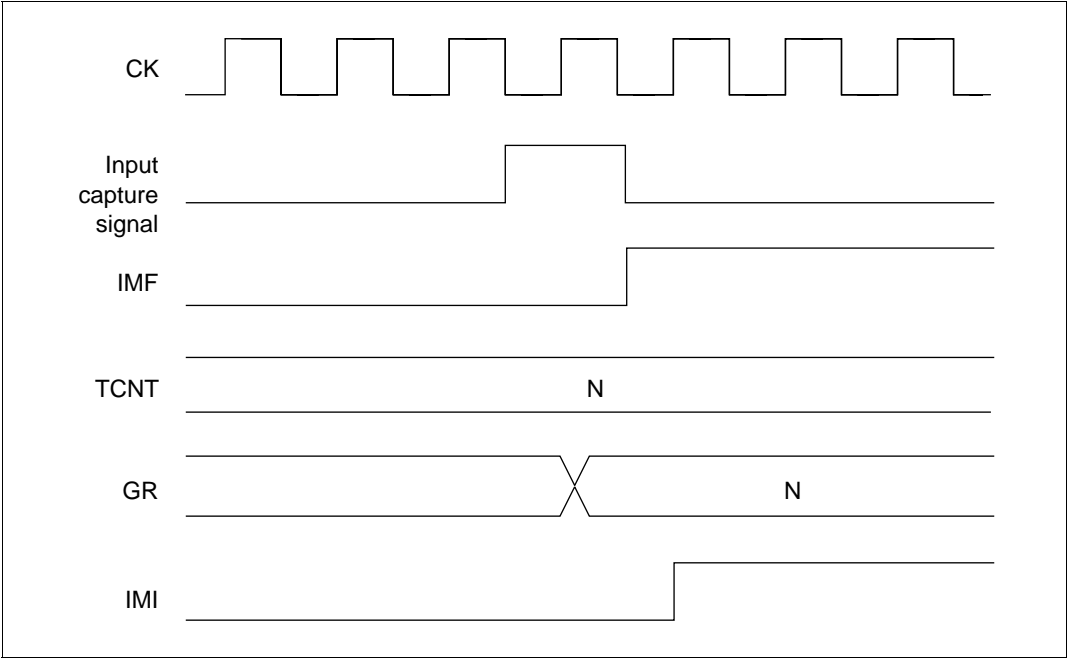 CK
Input
capture
signal
IMF
TCNT
N
GR
N
IMI